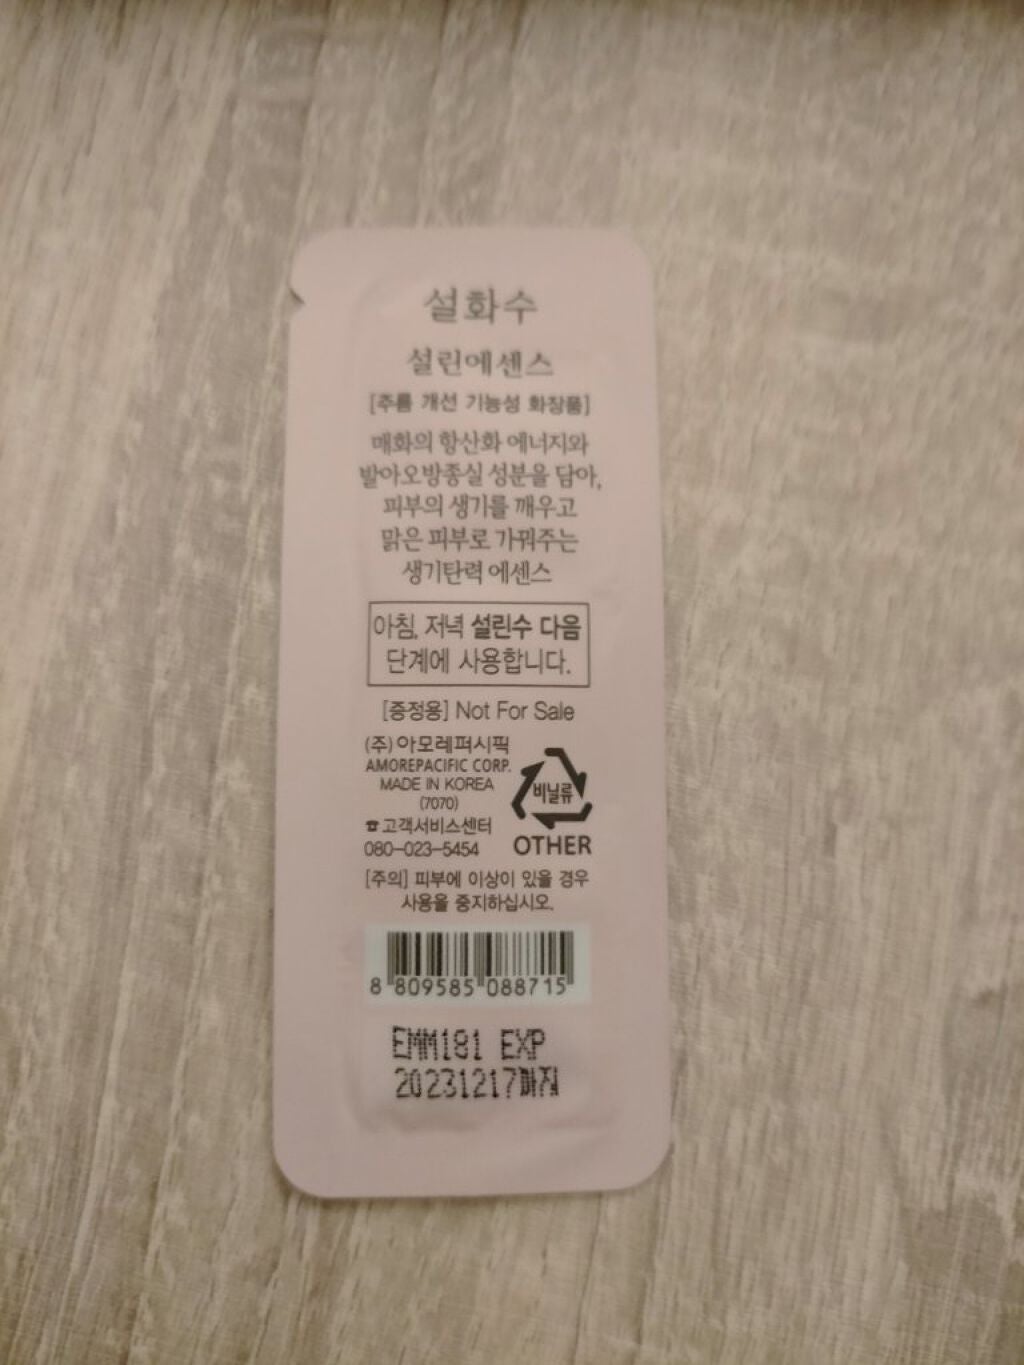 설화수
설린에센스
[주름 개선 기능성 화장품]
매화의 항산화 에너지와
발아오방종실 성분을 담아,
피부의 생기를 깨우고
맑은 피부로 가꿔주는
생기탄력 에센스
아침, 저녁 설린수 다음
단계에 사용합니다.
[증정용] Not For Sale
(주)아모레퍼시픽
AMOREPACIFIC CORP.
MADE IN KOREA
(7070)
☎고객서비스센터
080-023-5454
비닐류
OTHER
[주의] 피부에 이상이 있을 경우
사용을 중지하십시오.
8 809585 088715
EMM181 EXP
20231217까지